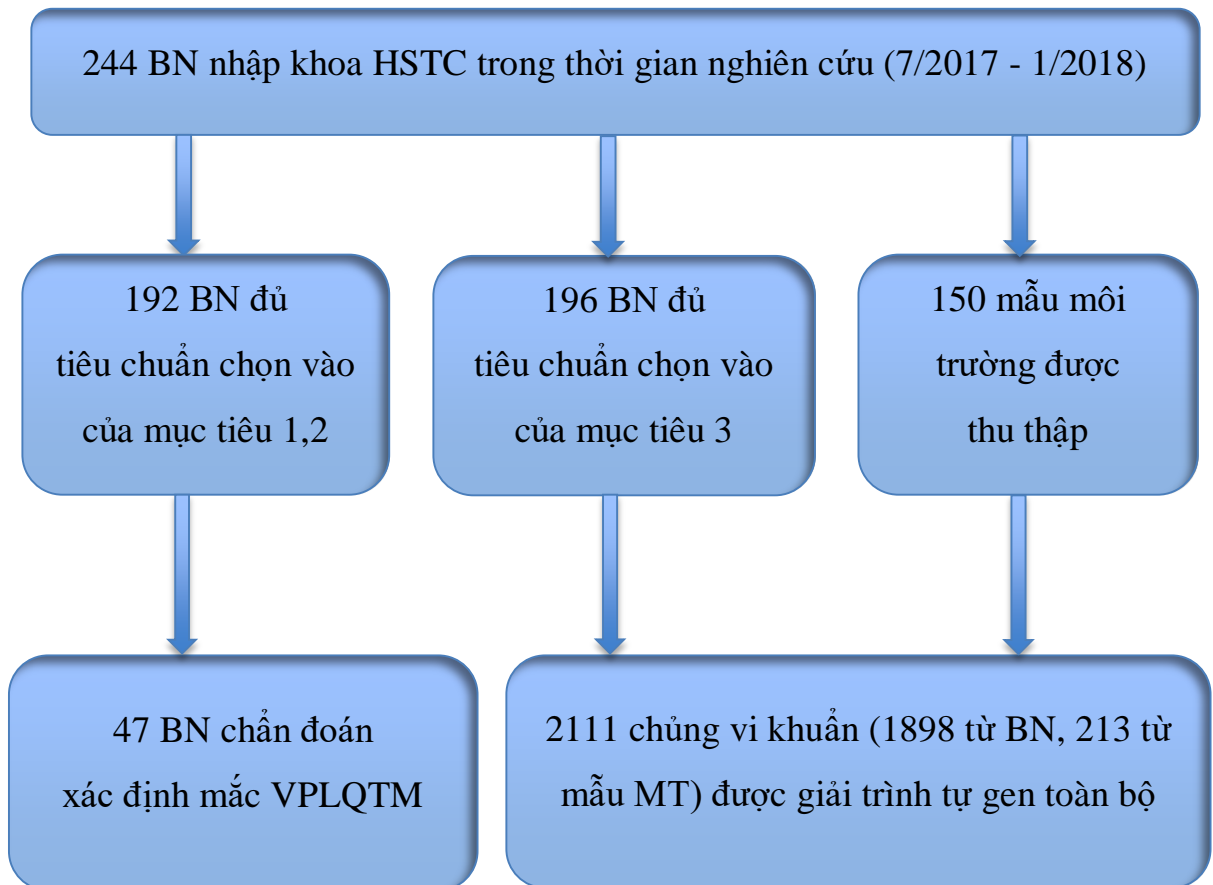 244 BN nhập khoa HSTC trong thời gian nghiên cứu (7/2017 - 1/2018)
192 BN đủ
tiêu chuẩn chọn vào
của mục tiêu 1,2
196 BN đủ
tiêu chuẩn chọn vào
của mục tiêu 3
150 mẫu môi
trường được
thu thập
47 BN chẩn đoán
xác định mắc VPLQTM
2111 chủng vi khuẩn (1898 từ BN, 213 từ
mẫu MT) được giải trình tự gen toàn bộ